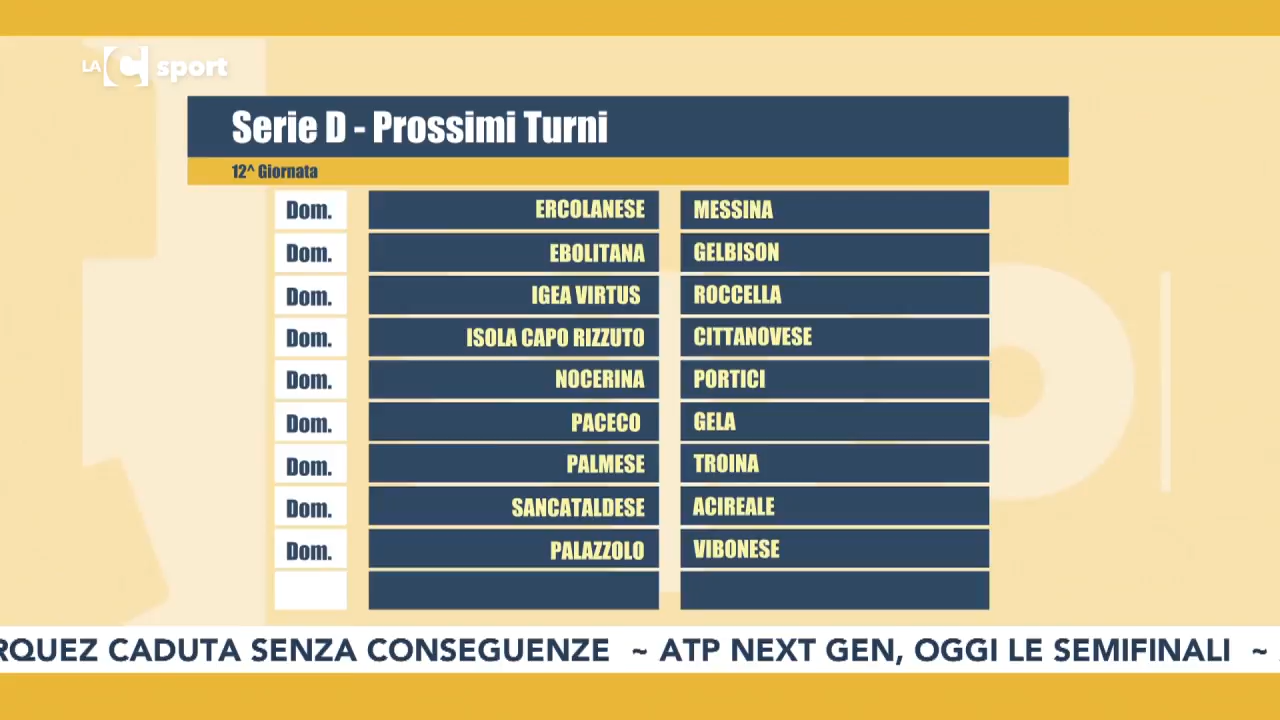 LA C sport
Serie D - Prossimi Turni
12^ Giornata
Dom. ERCOLANESE MESSINA
Dom. EBOLITANA GELBISON
Dom. IGEA VIRTUS ROCCELLA
Dom. ISOLA CAPO RIZZUTO CITTANOVESE
Dom. NOCERINA PORTICI
Dom. PACECO GELA
Dom. PALMESE TROINA
Dom. SANCATALDESE ACIREALE
Dom. PALAZZOLO VIBONESE
RQUEZ CADUTA SENZA CONSEGUENZE ~ ATP NEXT GEN, OGGI LE SEMIFINALI ~